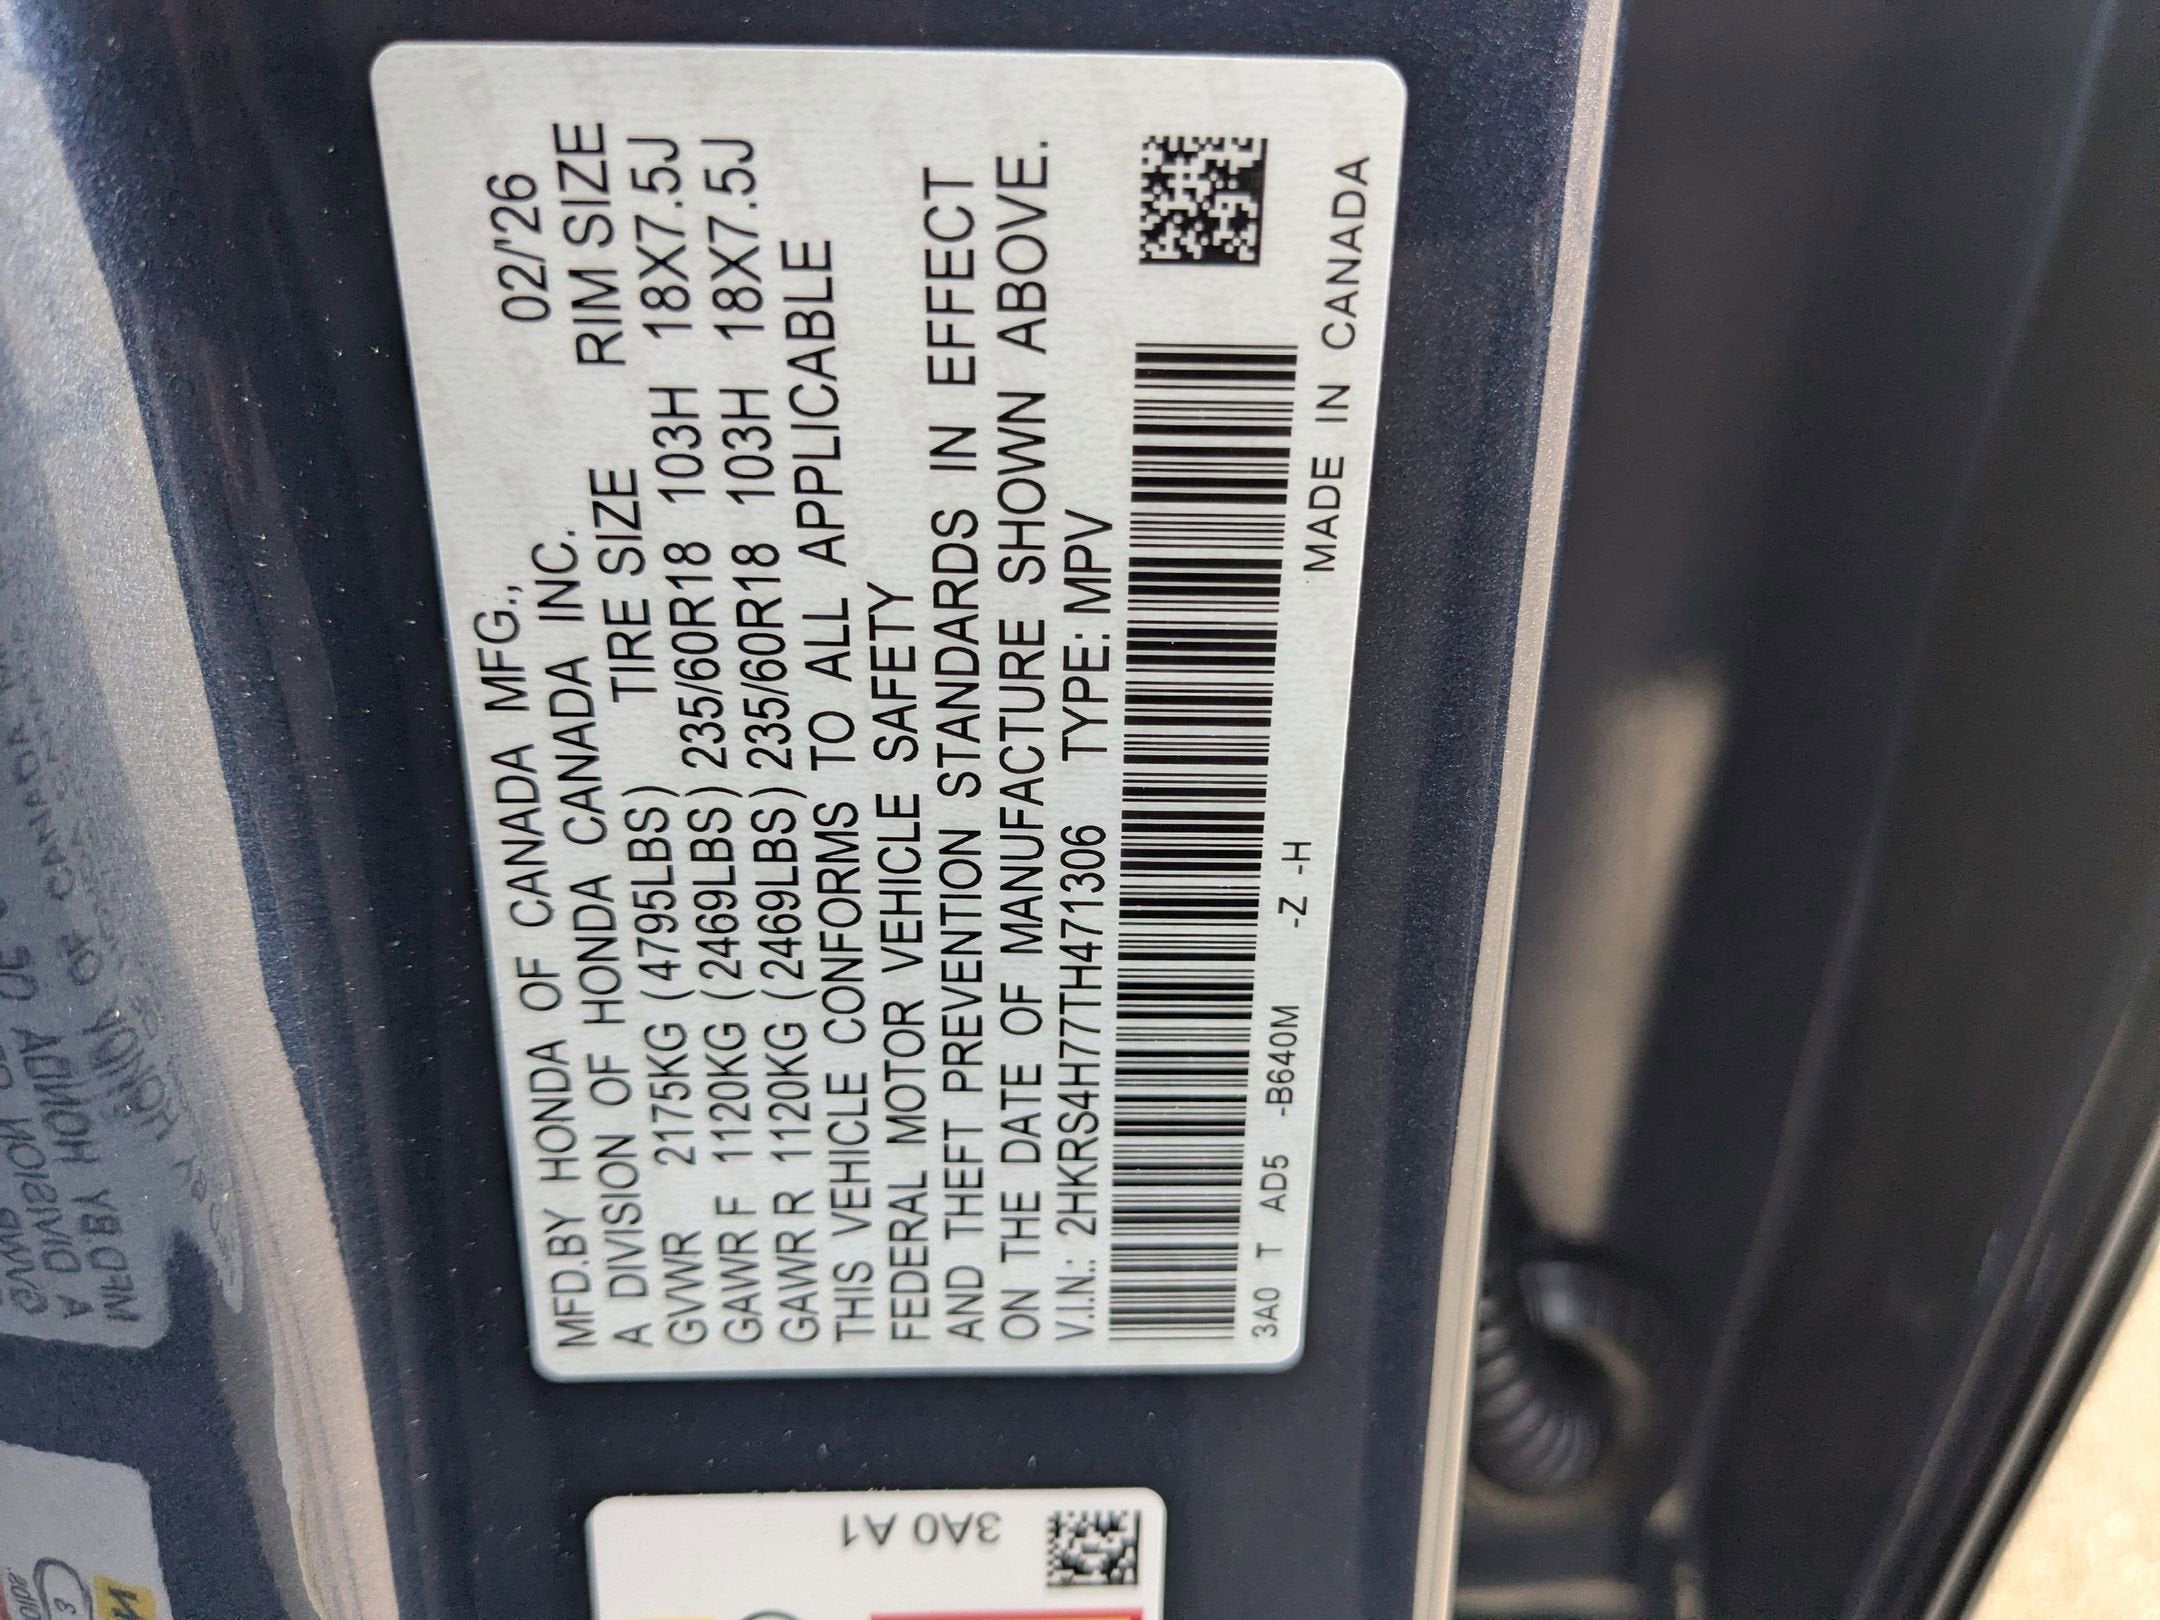 MFD.BY HONDA OF CANADA MFG., 02/'26
A DIVISION OF HONDA CANADA INC.
TIRE SIZE RIM SIZE
GVWR 2175KG (4795LBS)
GAWR F 1120KG (2469LBS) 235/60R18 103H 18X7.5J
GAWR R 1120KG (2469LBS) 235/60R18 103H 18X7.5J
THIS VEHICLE CONFORMS TO ALL APPLICABLE
FEDERAL MOTOR VEHICLE SAFETY
AND THEFT PREVENTION STANDARDS IN EFFECT
ON THE DATE OF MANUFACTURE SHOWN ABOVE.
V.I.N.: 2HKRS4H77TH471306 TYPE: MPV
3A0 T AD5 -B640M -Z -H MADE IN CANADA
3A0 A1